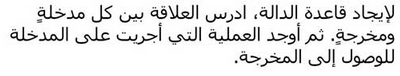 لإيجاد قاعدة الدالة، ادرس العلاقة بين كل مدخلةٍ
ومخرجةٍ. ثم أوجد العملية التي أجريت على المدخلة
للوصول إلى المخرجة.